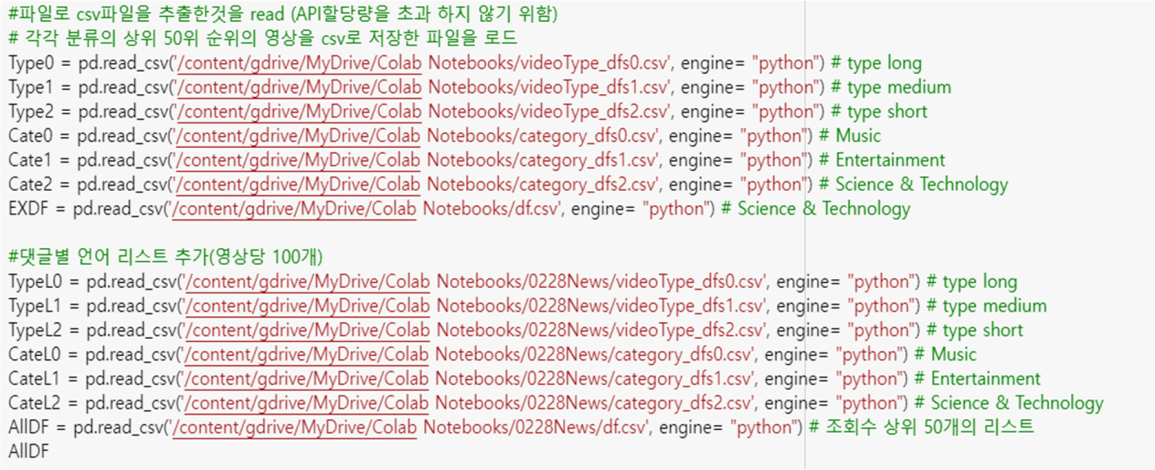 #파일로 csv파일을 추출한것을 read (API할당량을 초과 하지 않기 위함)
# 각각 분류의 상위 50위 순위의 영상을 csv로 저장한 파일을 로드
Type0 = pd.read_csv('/content/gdrive/MyDrive/Colab Notebooks/videoType_dfs0.csv', engine= "python") # type long
Type1 = pd.read_csv('/content/gdrive/MyDrive/Colab Notebooks/videoType_dfs1.csv', engine= "python") # type medium
Type2 = pd.read_csv('/content/gdrive/MyDrive/Colab Notebooks/videoType_dfs2.csv', engine= "python") # type short
Cate0 = pd.read_csv('/content/gdrive/MyDrive/Colab Notebooks/category_dfs0.csv', engine= "python") # Music
Cate1 = pd.read_csv('/content/gdrive/MyDrive/Colab Notebooks/category_dfs1.csv', engine= "python") # Entertainment
Cate2 = pd.read_csv('/content/gdrive/MyDrive/Colab Notebooks/category_dfs2.csv', engine= "python") # Science & Technology
EXDF = pd.read_csv('/content/gdrive/MyDrive/Colab Notebooks/df.csv', engine= "python") # Science & Technology
#댓글별 언어 리스트 추가(영상당 100개)
TypeL0 = pd.read_csv('/content/gdrive/MyDrive/Colab Notebooks/0228News/videoType_dfs0.csv', engine= "python") # type long
TypeL1 = pd.read_csv('/content/gdrive/MyDrive/Colab Notebooks/0228News/videoType_dfs1.csv', engine= "python") # type medium
TypeL2 = pd.read_csv('/content/gdrive/MyDrive/Colab Notebooks/0228News/videoType_dfs2.csv', engine= "python") # type short
CateL0 = pd.read_csv('/content/gdrive/MyDrive/Colab Notebooks/0228News/category_dfs0.csv', engine= "python") # Music
CateL1 = pd.read_csv('/content/gdrive/MyDrive/Colab Notebooks/0228News/category_dfs1.csv', engine= "python") # Entertainment
CateL2 = pd.read_csv('/content/gdrive/MyDrive/Colab Notebooks/0228News/category_dfs2.csv', engine= "python") # Science & Technology
AllDF = pd.read_csv('/content/gdrive/MyDrive/Colab Notebooks/0228News/df.csv', engine= "python") # 조회수 상위 50개의 리스트
AllDF